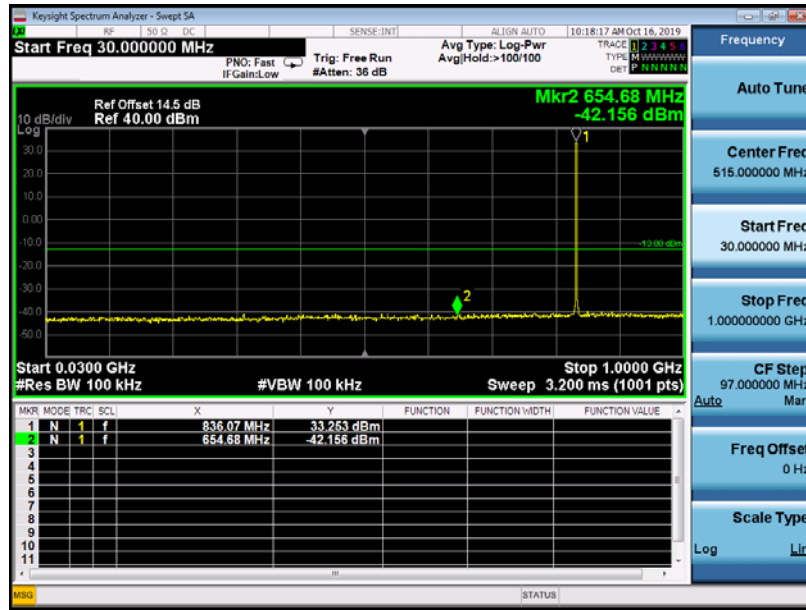 Keysight Spectrum Analyzer - Swept SA
RF 50 Ω DC SENSE:INT ALIGN AUTO 10:18:17 AM Oct 16, 2019
Start Freq 30.000000 MHz
PNO: Fast
IFGain:Low
Trig: Free Run
#Atten: 36 dB
Avg Type: Log-Pwr
Avg|Hold:>100/100
TRACE 1 2 3 4 5 6
TYPE M WWWWW
DET P N N N N N
Ref Offset 14.5 dB
10 dB/div Ref 40.00 dBm
Log
Mkr2 654.68 MHz
-42.156 dBm
30.0
20.0
10.0
0.00
-10.0
-20.0
-30.0
-40.0
-50.0
1
2
-13.00 dBm
Start 0.0300 GHz Stop 1.0000 GHz
#Res BW 100 kHz #VBW 100 kHz Sweep 3.200 ms (1001 pts)
MKR MODE TRC SCL X Y FUNCTION FUNCTION WIDTH FUNCTION VALUE
1 N 1 f 836.07 MHz 33.253 dBm
2 N 1 f 654.68 MHz -42.156 dBm
3
4
5
6
7
8
9
10
11
MSG STATUS
Frequency
Auto Tune
Center Freq
515.000000 MHz
Start Freq
30.000000 MHz
Stop Freq
1.000000000 GHz
CF Step
97.000000 MHz
Auto Man
Freq Offset
0 Hz
Scale Type
Log Lin